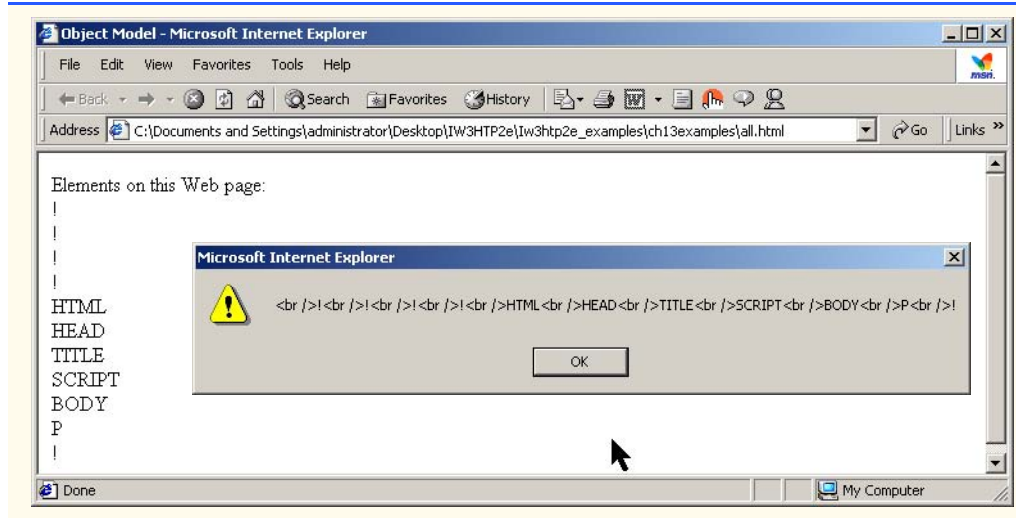 Object Model - Microsoft Internet Explorer
File Edit View Favorites Tools Help
msn.
Back Search Favorites History
Address C:\Documents and Settings\administrator\Desktop\IW3HTP2e\Iw3htp2e_examples\ch13examples\all.html Go Links »
Elements on this Web page:
!
!
!
!
HTML
HEAD
TITLE
SCRIPT
BODY
P
!
Microsoft Internet Explorer
<br />!<br />!<br />!<br />!<br />HTML<br />HEAD<br />TITLE<br />SCRIPT<br />BODY<br />P<br />!
OK
Done My Computer